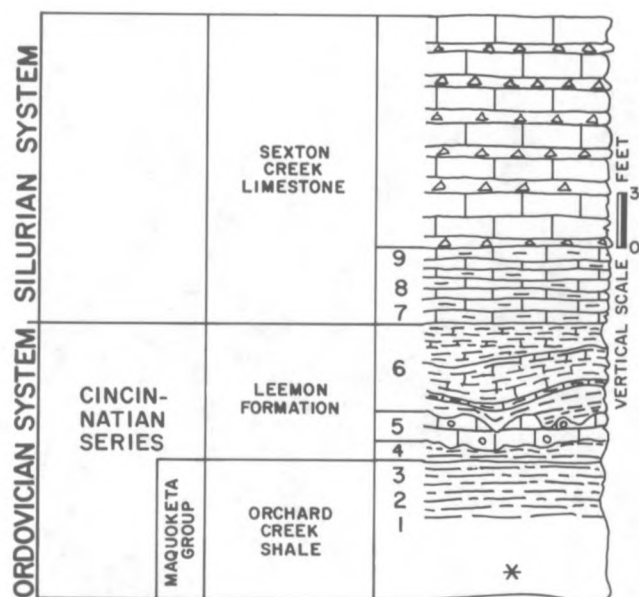 ORDOVICIAN SYSTEM, SILURIAN SYSTEM
SEXTON
CREEK
LIMESTONE
CINCIN-
NATIAN
SERIES
LEEMON
FORMATION
MAQUOKETA
GROUP
ORCHARD
CREEK
SHALE
9
8
7
6
5
4
3
2
1
*
VERTICAL SCALE FEET
3
0